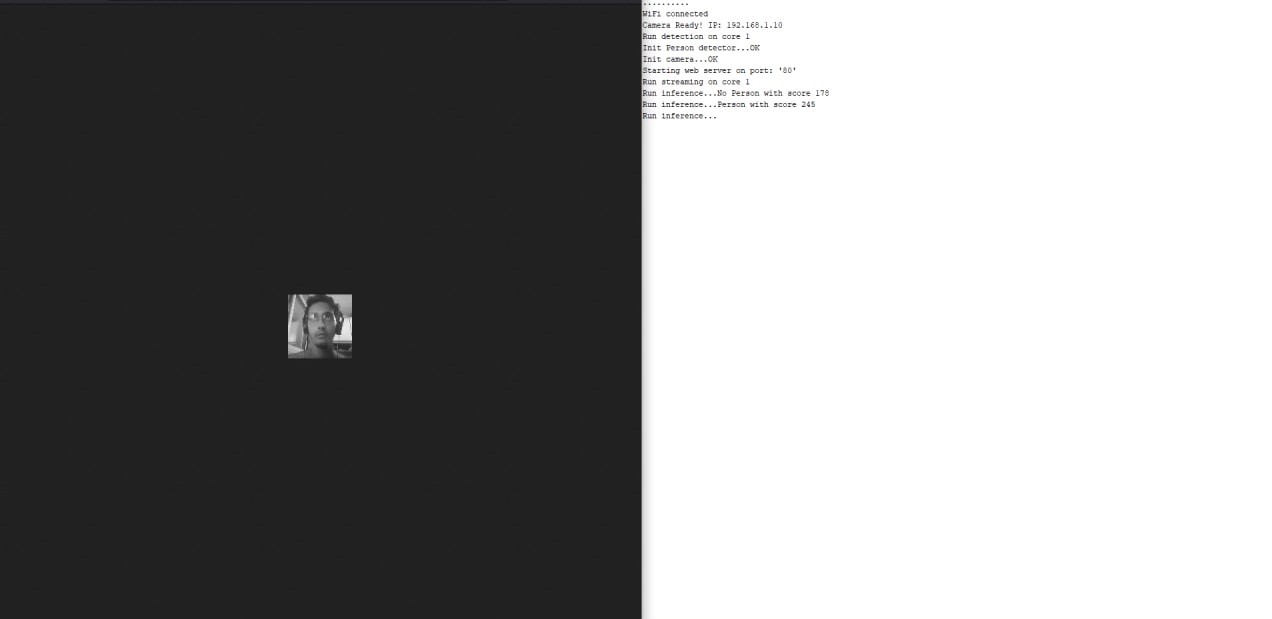 ..........
WiFi connected
Camera Ready! IP: 192.168.1.10
Run detection on core 1
Init Person detector...OK
Init camera...OK
Starting web server on port: '80'
Run streaming on core 1
Run inference...No Person with score 178
Run inference...Person with score 245
Run inference...